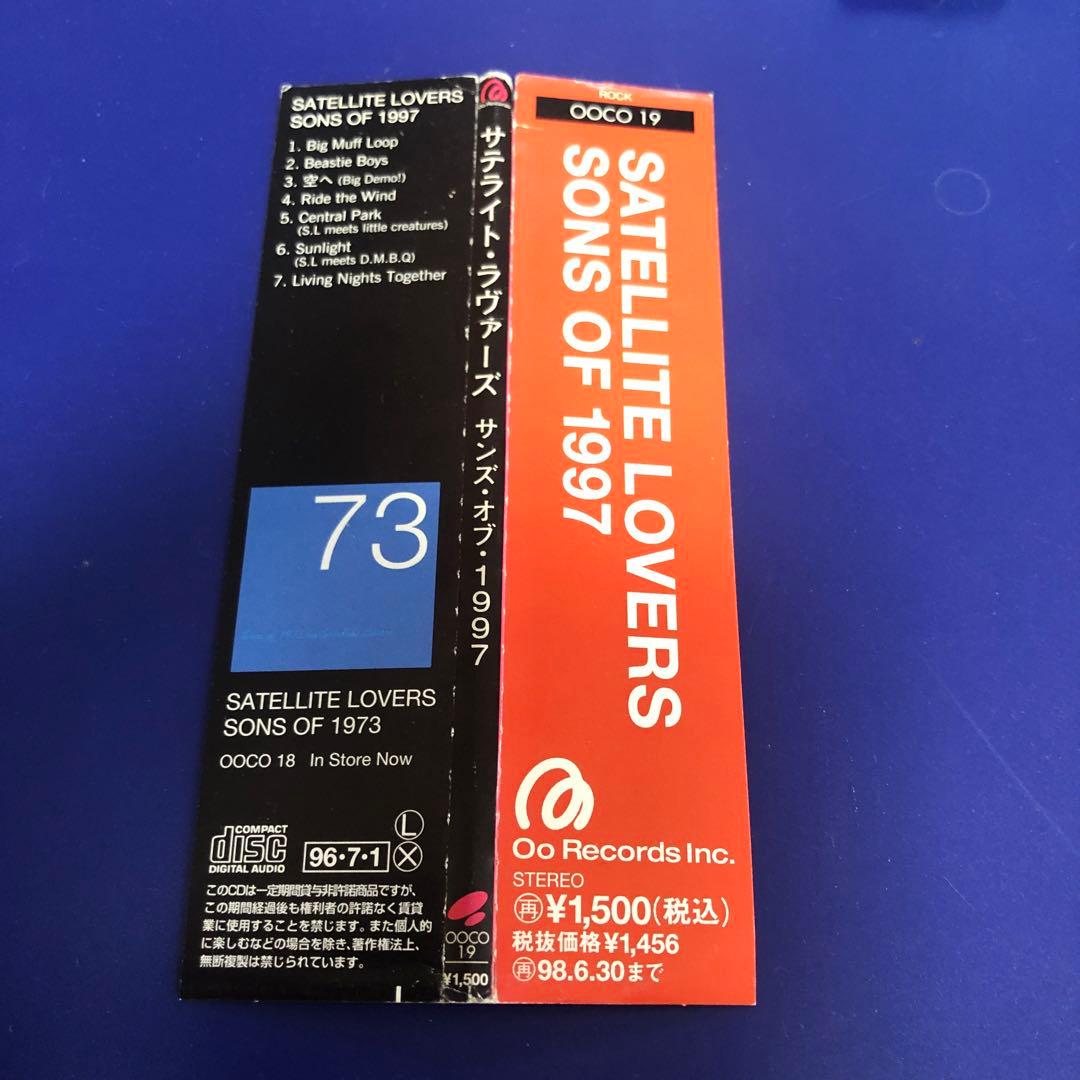 SATELLITE LOVERS
SONS OF 1997
1. Big Muff Loop
2. Beastie Boys
3. 空へ (Big Demo!)
4. Ride the Wind
5. Central Park
(S.L meets little creatures)
6. Sunlight
(S.L meets D.M.B.Q)
7. Living Nights Together
73
SATELLITE LOVERS
SONS OF 1973
OOCO 18 In Store Now
COMPACT
disc
DIGITAL AUDIO
96・7・1
L
X
このCDは一定期間貸与非許諾商品ですが、
この期間経過後も権利者の許諾なく賃貸
業に使用することを禁じます。また個人的
に楽しむなどの場合を除き、著作権法上、
無断複製は禁じられています。
サテライト・ラヴァーズ サンズ・オブ・1997
OOCO
19
¥1,500
ROCK
OOCO 19
SATELLITE LOVERS
SONS OF 1997
Oo Records Inc.
STEREO
再¥1,500(税込)
税抜価格¥1,456
再98.6.30まで